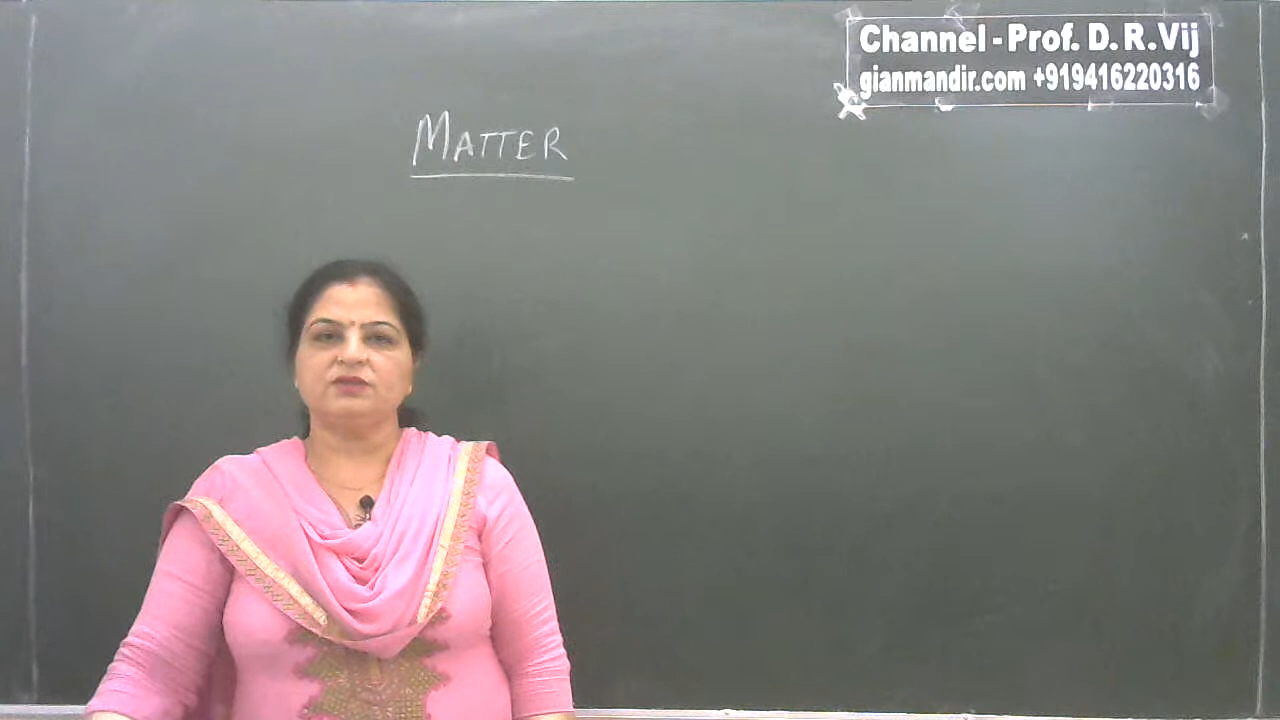 Channel - Prof. D. R. Vij
gianmandir.com +919416220316
MATTER